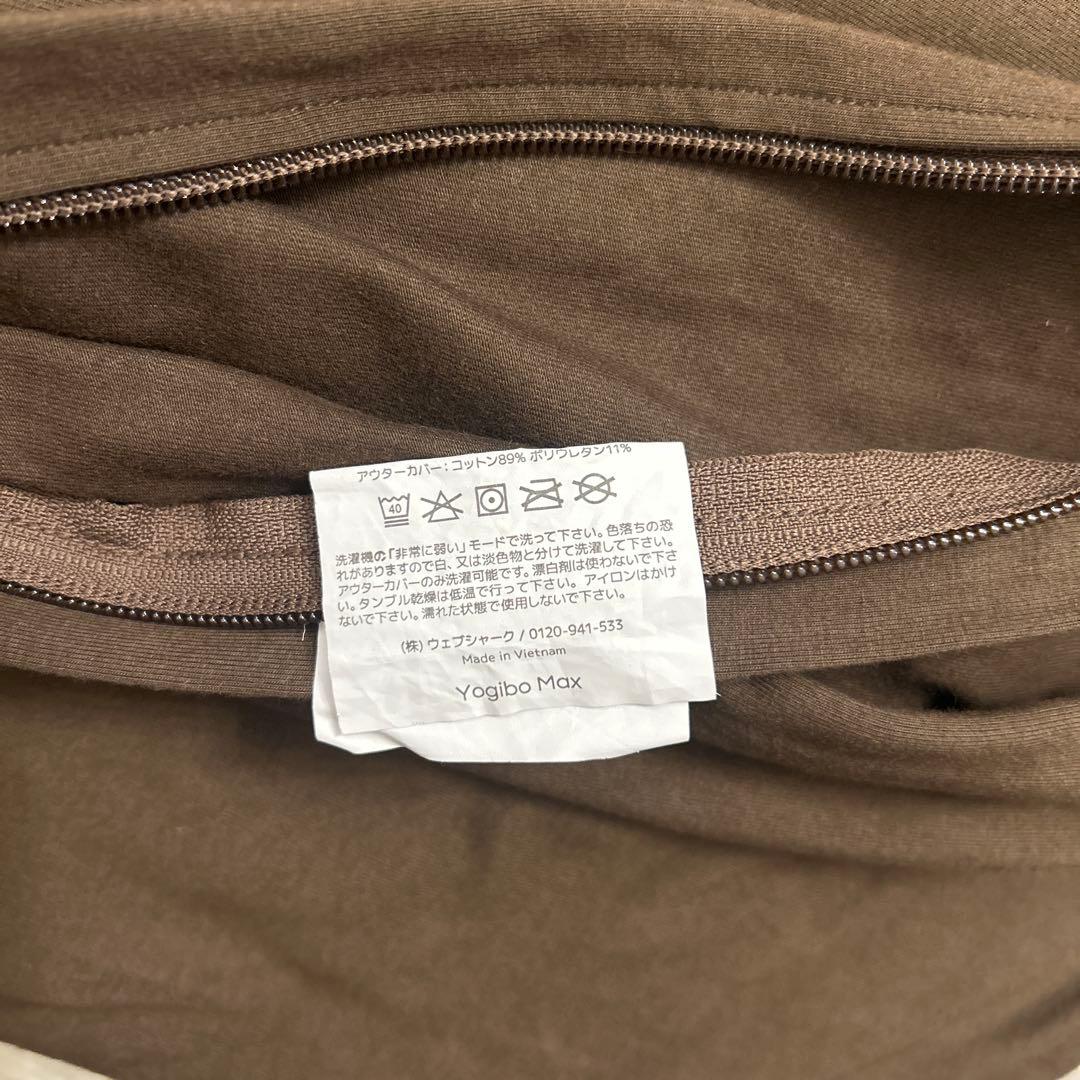 アウターカバー：コットン89% ポリウレタン11%
40
洗濯機の「非常に弱い」モードで洗って下さい。色落ちの恐
れがありますので白、又は淡色物と分けて洗濯して下さい。
アウターカバーのみ洗濯可能です。漂白剤は使わないで下さ
い。タンブル乾燥は低温で行って下さい。アイロンはかけ
ないで下さい。濡れた状態で使用しないで下さい。
(株) ウェブシャーク / 0120-941-533
Made in Vietnam
Yogibo Max